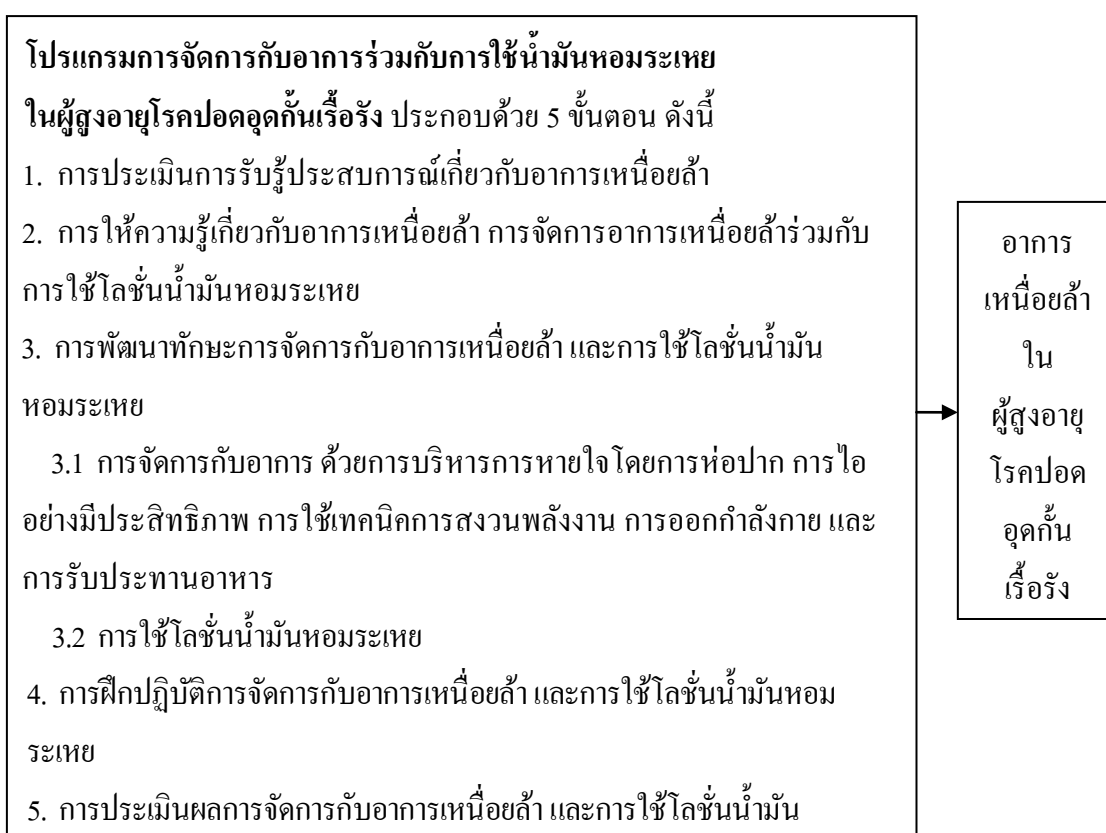 โปรแกรมการจัดการกับอาการร่วมกับการใช้น้ำมันหอมระเหย
ในผู้สูงอายุโรคปอดอุดกั้นเรื้อรัง ประกอบด้วย 5 ขั้นตอน ดังนี้
1. การประเมินการรับรู้ประสบการณ์เกี่ยวกับอาการเหนื่อยล้า
2. การให้ความรู้เกี่ยวกับอาการเหนื่อยล้า การจัดการอาการเหนื่อยล้าร่วมกับ
การใช้โลชั่นน้ำมันหอมระเหย
3. การพัฒนาทักษะการจัดการกับอาการเหนื่อยล้า และการใช้โลชั่นน้ำมัน
หอมระเหย
3.1 การจัดการกับอาการ ด้วยการบริหารการหายใจโดยการห่อปาก การไอ
อย่างมีประสิทธิภาพ การใช้เทคนิคการสงวนพลังงาน การออกกำลังกาย และ
การรับประทานอาหาร
3.2 การใช้โลชั่นน้ำมันหอมระเหย
4. การฝึกปฏิบัติการจัดการกับอาการเหนื่อยล้า และการใช้โลชั่นน้ำมันหอม
ระเหย
5. การประเมินผลการจัดการกับอาการเหนื่อยล้า และการใช้โลชั่นน้ำมัน
อาการ
เหนื่อยล้า
ใน
ผู้สูงอายุ
โรคปอด
อุดกั้น
เรื้อรัง